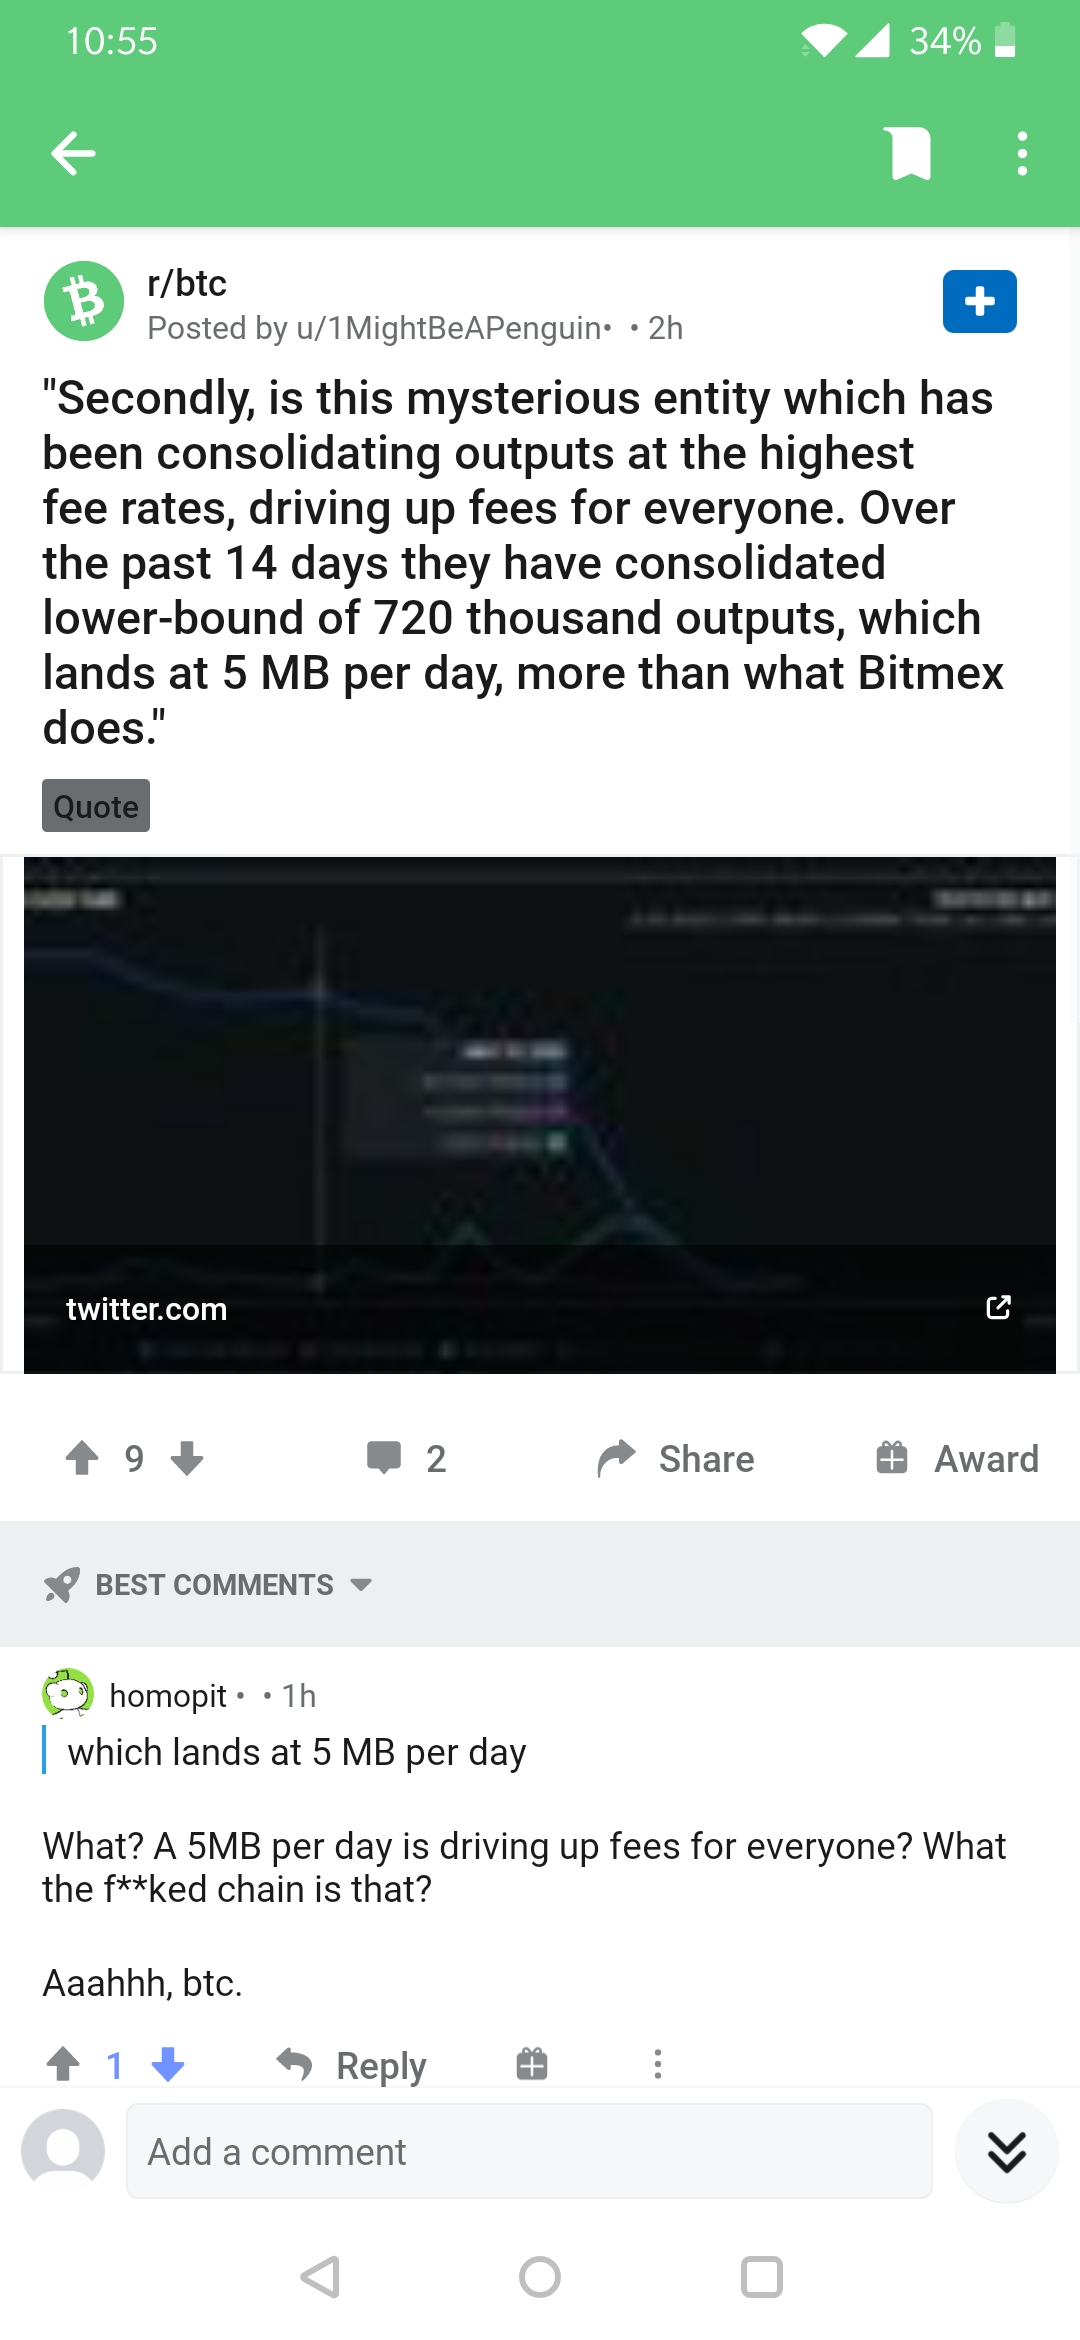 10:55
34%
r/btc
Posted by u/1MightBeAPenguin• • 2h
"Secondly, is this mysterious entity which has
been consolidating outputs at the highest
fee rates, driving up fees for everyone. Over
the past 14 days they have consolidated
lower-bound of 720 thousand outputs, which
lands at 5 MB per day, more than what Bitmex
does."
Quote
twitter.com
9
2
Share
Award
BEST COMMENTS
homopit • • 1h
which lands at 5 MB per day
What? A 5MB per day is driving up fees for everyone? What
the f**ked chain is that?
Aaahhh, btc.
1
Reply
Add a comment